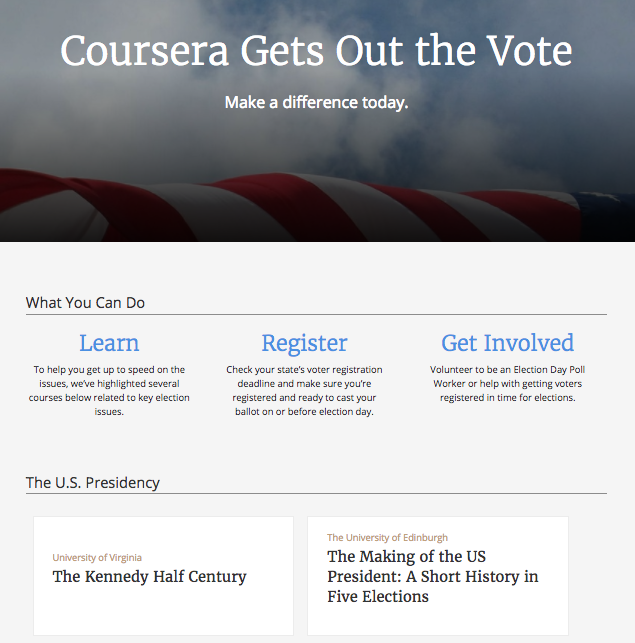 Coursera Gets Out the Vote
Make a difference today.
What You Can Do
Learn
To help you get up to speed on the
issues, we've highlighted several
courses below related to key election
issues.
Register
Check your state's voter registration
deadline and make sure you're
registered and ready to cast your
ballot on or before election day.
Get Involved
Volunteer to be an Election Day Poll
Worker or help with getting voters
registered in time for elections.
The U.S. Presidency
University of Virginia
The Kennedy Half Century
The University of Edinburgh
The Making of the US
President: A Short History in
Five Elections